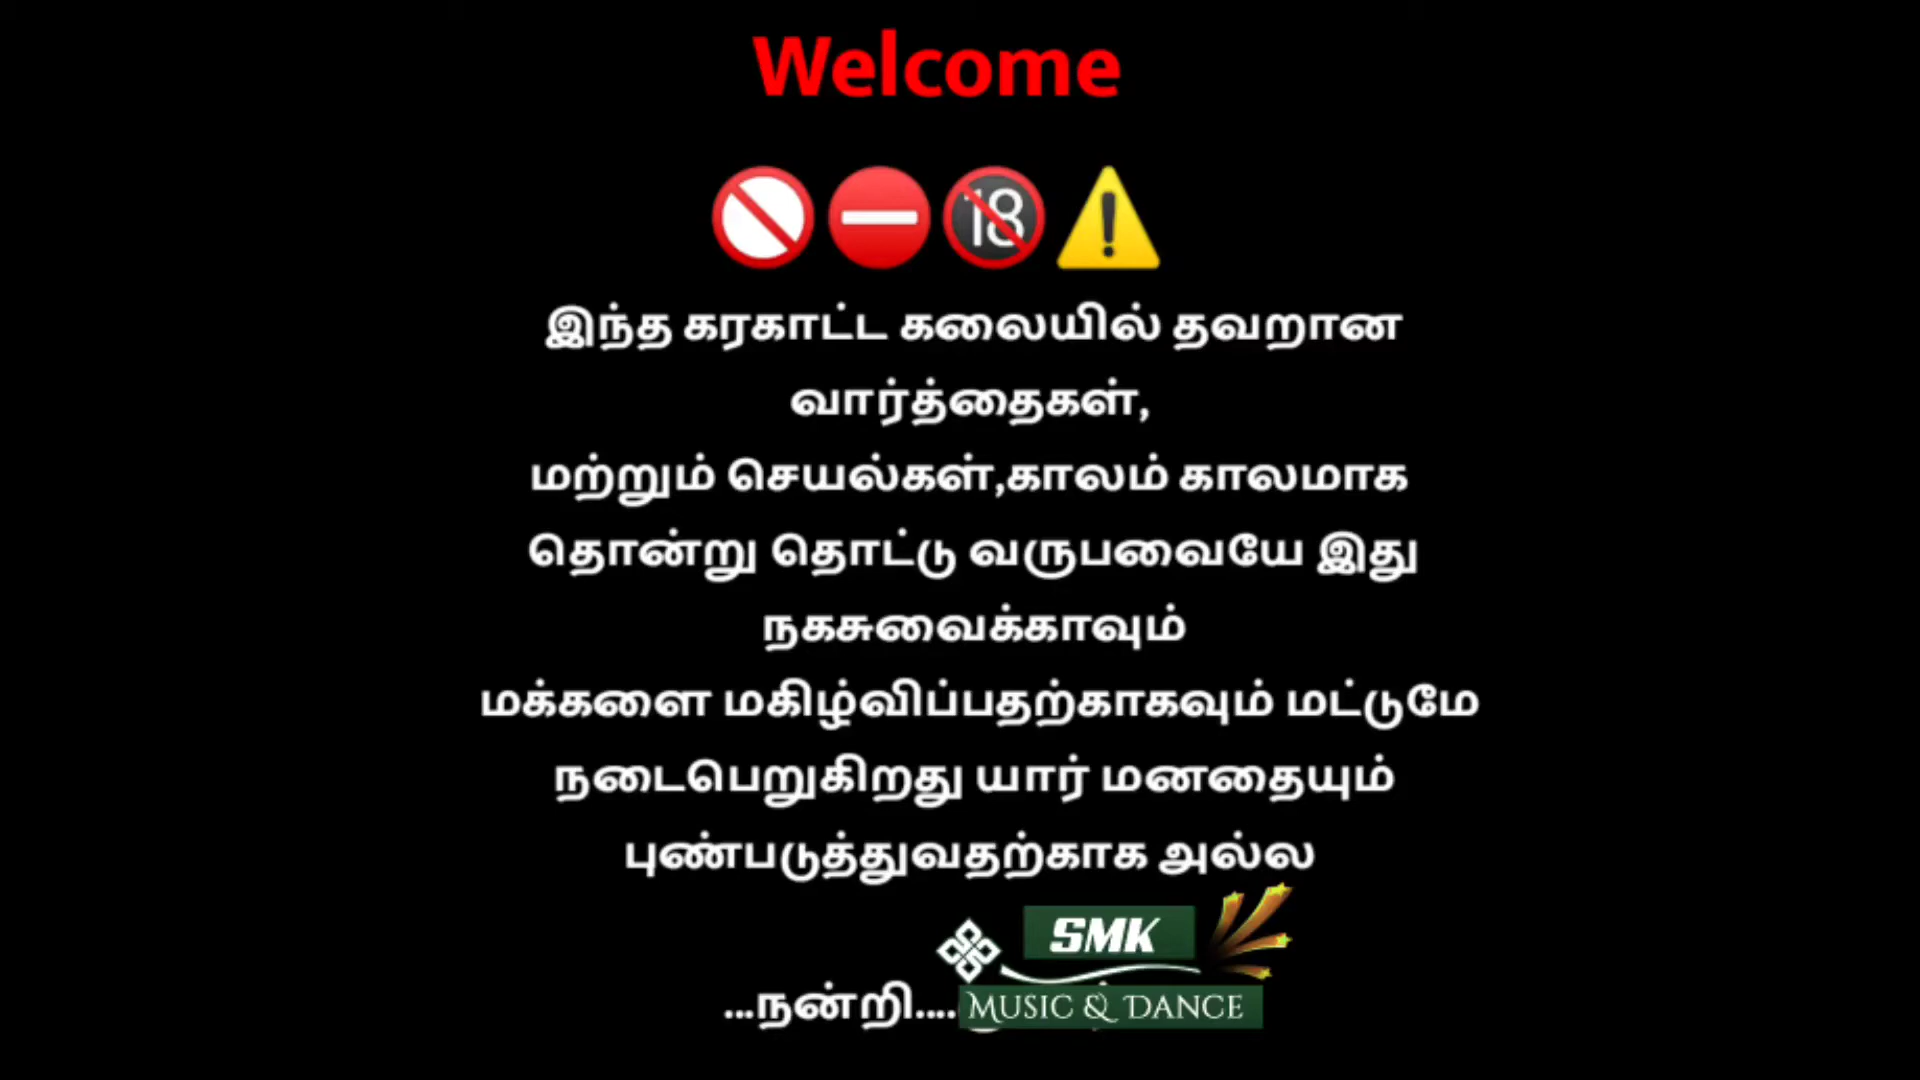 Welcome
🚫⛔🔞⚠️
இந்த கரகாட்ட கலையில் தவறான
வார்த்தைகள்,
மற்றும் செயல்கள்,காலம் காலமாக
தொன்று தொட்டு வருபவையே இது
நகசுவைக்காவும்
மக்களை மகிழ்விப்பதற்காகவும் மட்டுமே
நடைபெறுகிறது யார் மனதையும்
புண்படுத்துவதற்காக அல்ல
SMK
...நன்றி....
MUSIC & DANCE